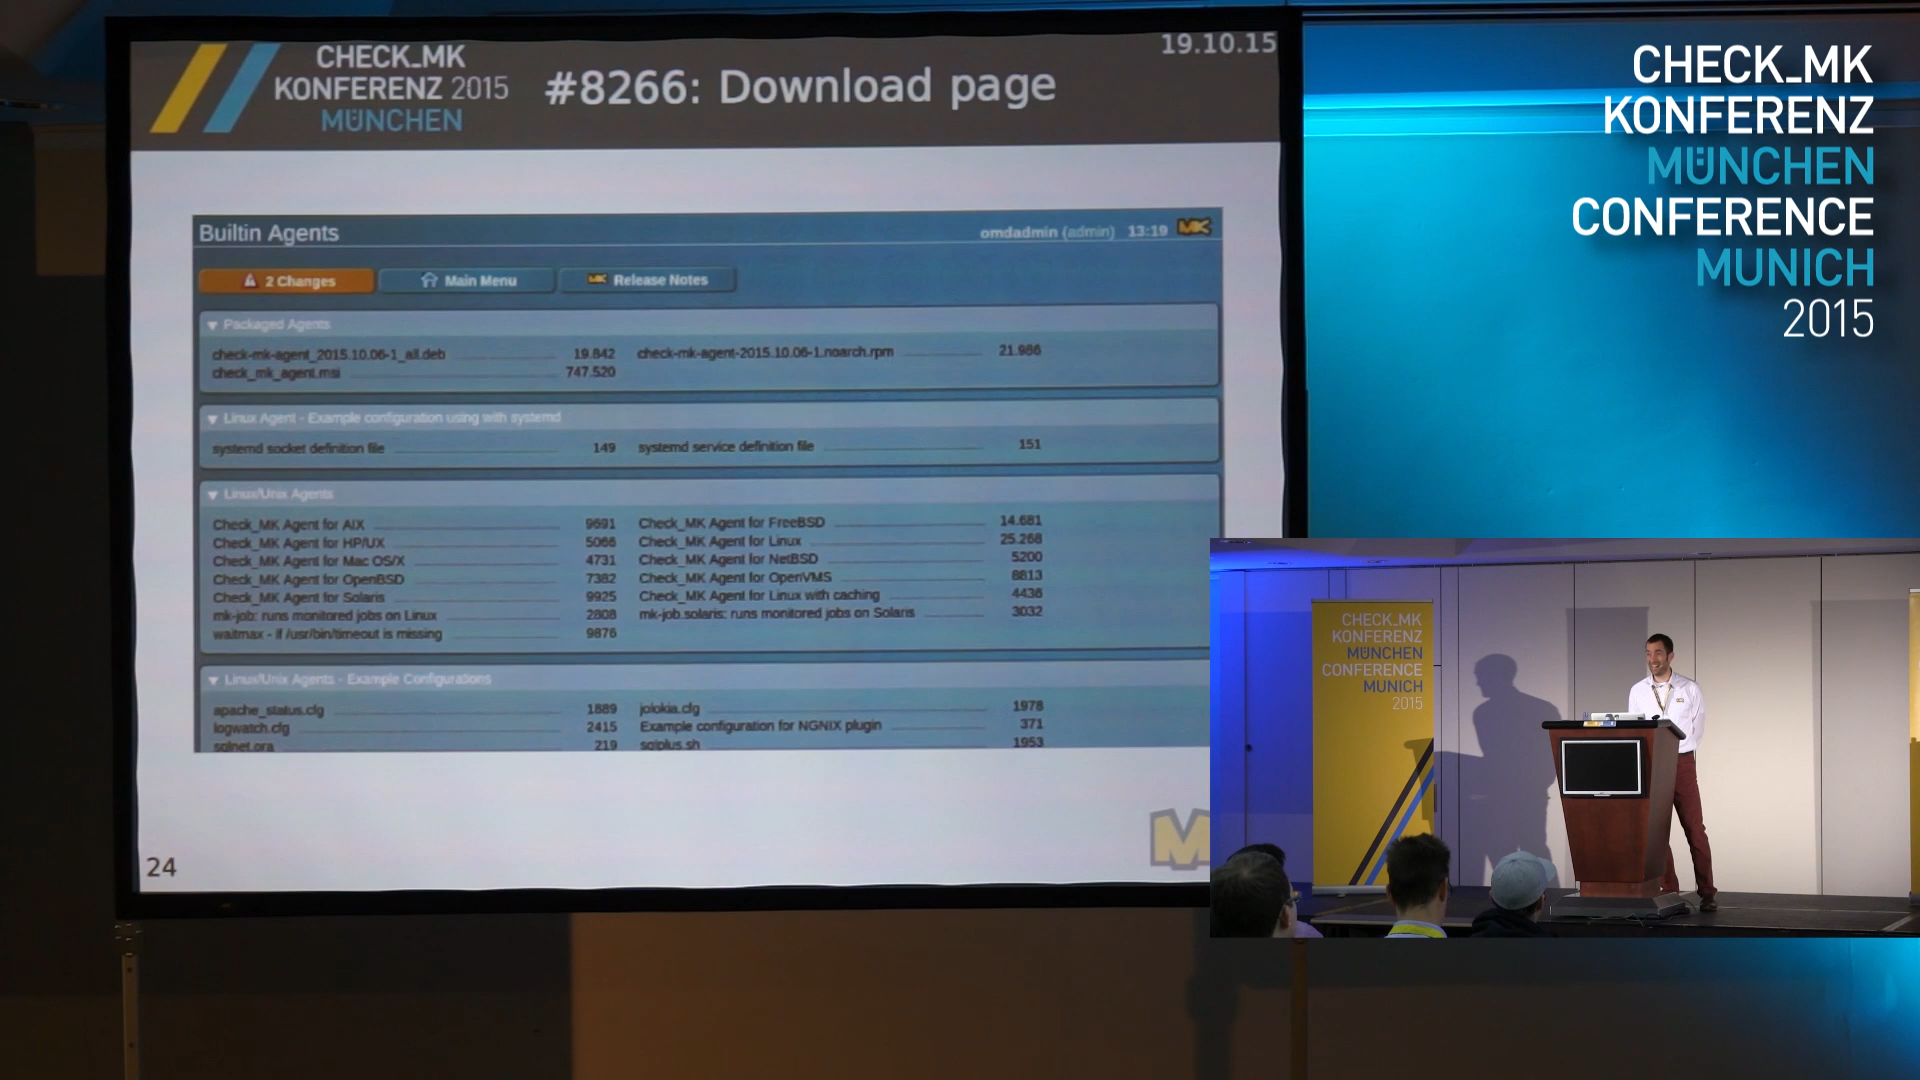 CHECK_MK
KONFERENZ 2015
MÜNCHEN
#8266: Download page
19.10.15
Builtin Agents
omdadmin (admin) 13:19
2 Changes
Main Menu
Release Notes
Packaged Agents
check-mk-agent_2015.10.06-1_all.deb 19.842 check-mk-agent-2015.10.06-1.noarch.rpm 21.986
check_mk_agent.msi 747.520
Linux Agent - Example configuration using with systemd
systemd socket definition file 149 systemd service definition file 151
Linux/Unix Agents
Check_MK Agent for AIX 9691 Check_MK Agent for FreeBSD 14.681
Check_MK Agent for HP/UX 5066 Check_MK Agent for Linux 25.268
Check_MK Agent for Mac OS/X 4731 Check_MK Agent for NetBSD 5200
Check_MK Agent for OpenBSD 7382 Check_MK Agent for OpenVMS 8813
Check_MK Agent for Solaris 9925 Check_MK Agent for Linux with caching 4436
mk-job: runs monitored jobs on Linux 2808 mk-job.solaris: runs monitored jobs on Solaris 3032
waitmax - if /usr/bin/timeout is missing 9876
Linux/Unix Agents - Example Configurations
apache_status.cfg 1889 jolokia.cfg 1978
logwatch.cfg 2415 Example configuration for NGNIX plugin 371
sqlnet.ora 219 sqlplus.sh 1953
24
CHECK_MK
KONFERENZ
MÜNCHEN
CONFERENCE
MUNICH
2015
CHECK_MK
KONFERENZ
MÜNCHEN
CONFERENCE
MUNICH
2015